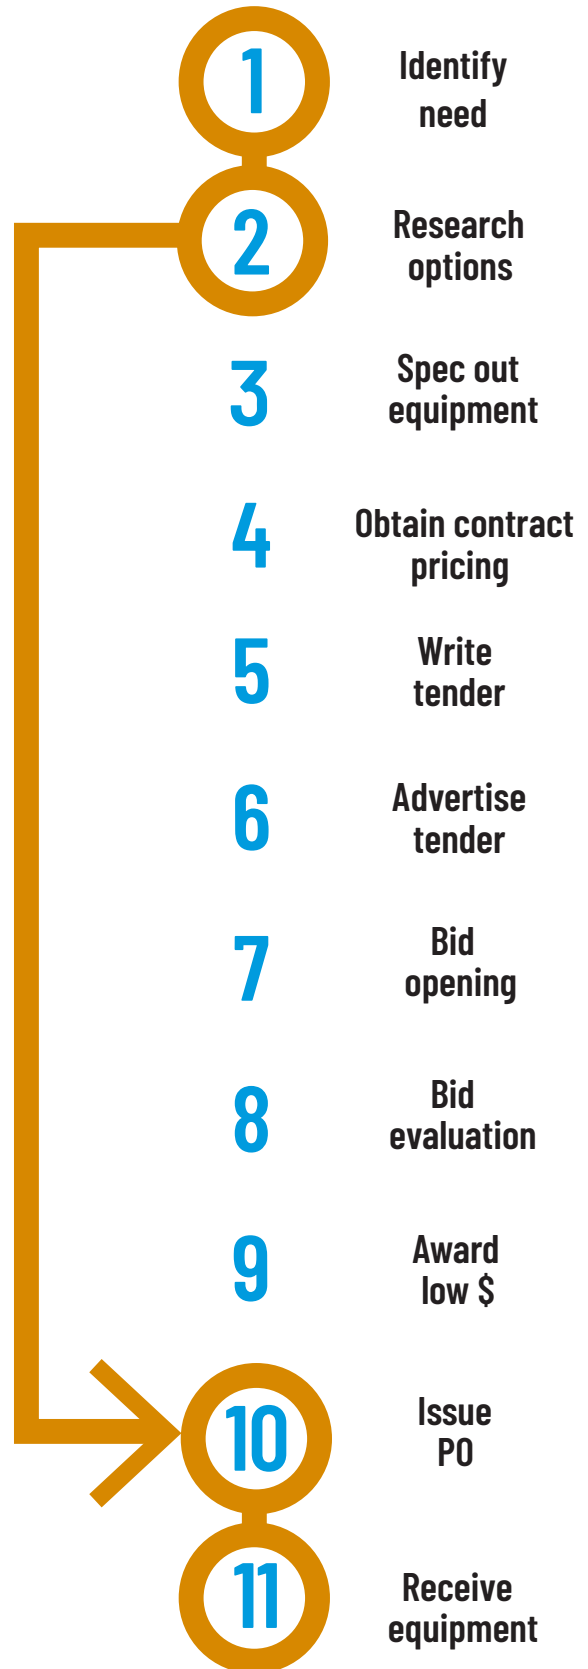 1
Identify
need
2
Research
options
3
Spec out
equipment
4
Obtain contract
pricing
5
Write
tender
6
Advertise
tender
7
Bid
opening
8
Bid
evaluation
9
Award
low $
10
Issue
PO
11
Receive
equipment